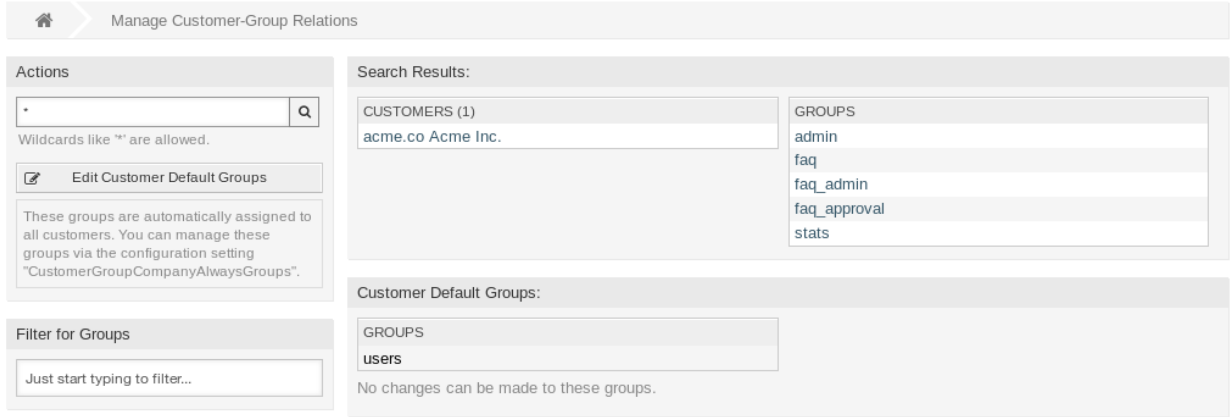 Manage Customer-Group Relations
Actions
*
Wildcards like '*' are allowed.
Edit Customer Default Groups
These groups are automatically assigned to
all customers. You can manage these
groups via the configuration setting
"CustomerGroupCompanyAlwaysGroups".
Filter for Groups
Just start typing to filter...
Search Results:
CUSTOMERS (1)
acme.co Acme Inc.
GROUPS
admin
faq
faq_admin
faq_approval
stats
Customer Default Groups:
GROUPS
users
No changes can be made to these groups.